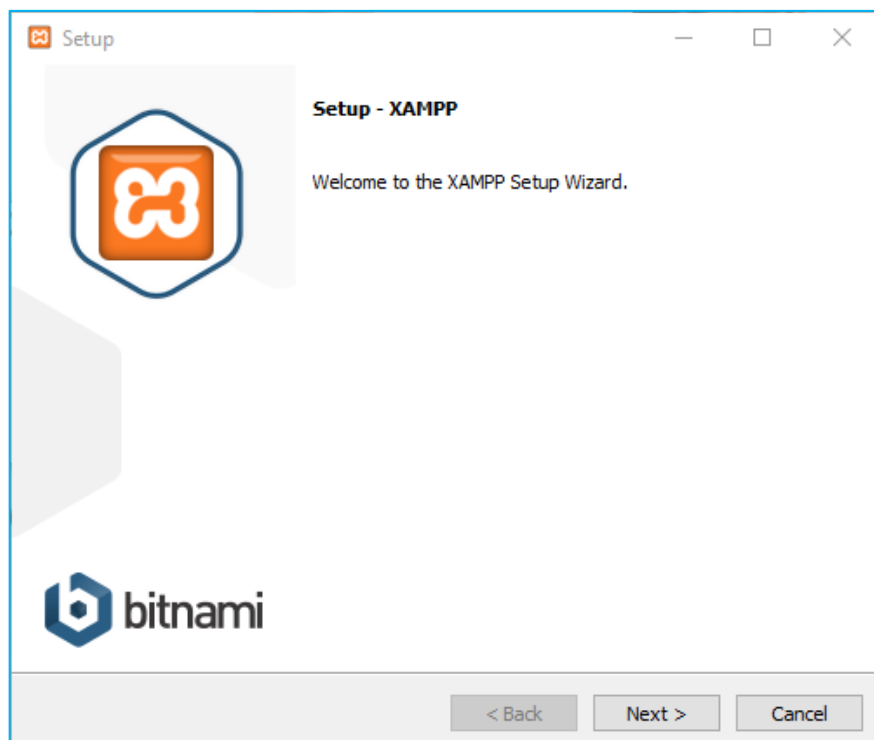 Setup
Setup - XAMPP
Welcome to the XAMPP Setup Wizard.
bitnami
< Back
Next >
Cancel